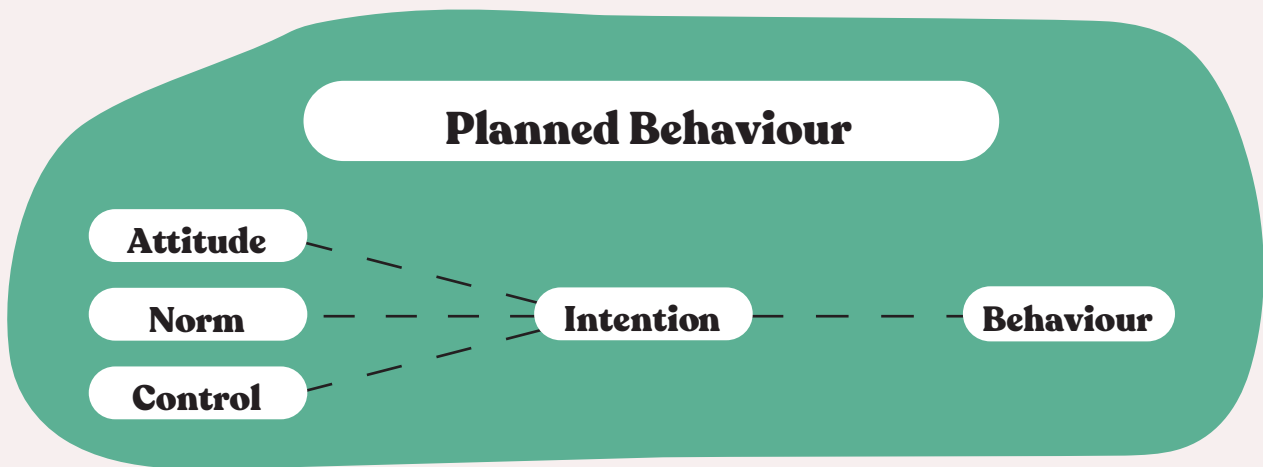 Planned Behaviour
Attitude
Norm
Control
Intention
Behaviour